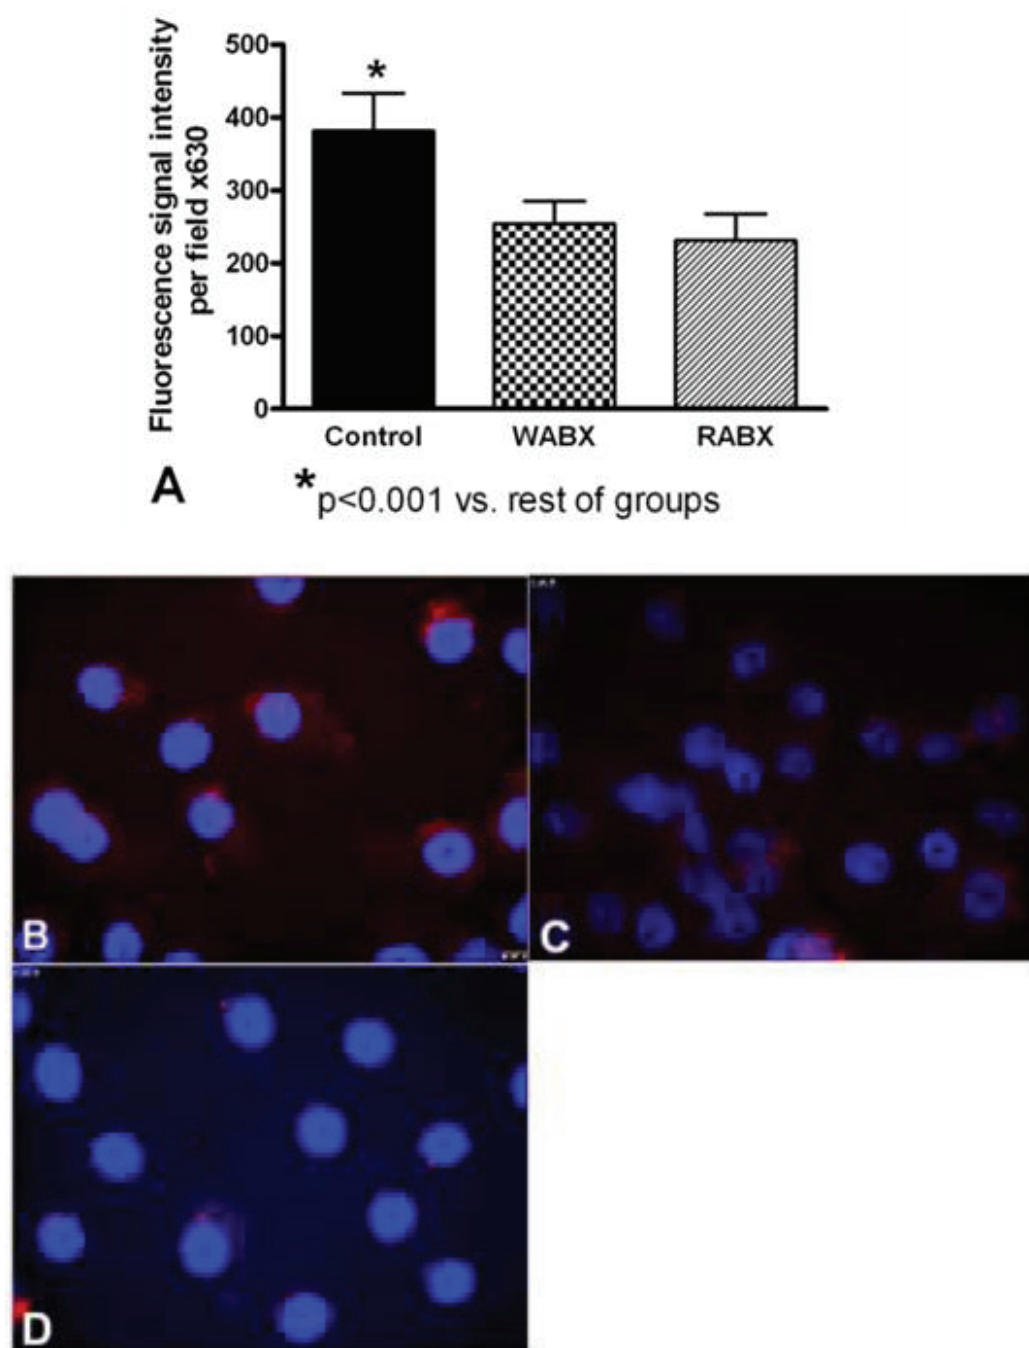 Fluorescence signal intensity
per field x630
500
400
300
200
100
0
*
Control WABX RABX
A
*p<0.001 vs. rest of groups
B
C
D